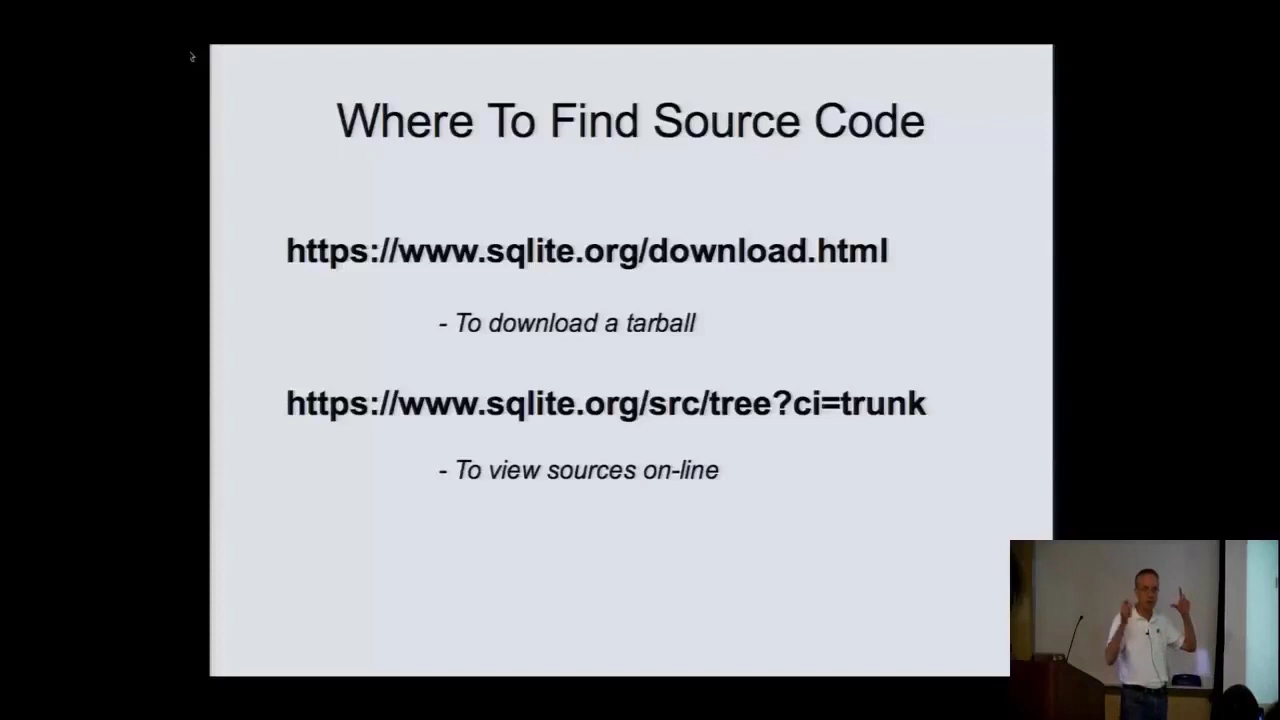 Where To Find Source Code
https://www.sqlite.org/download.html
- To download a tarball
https://www.sqlite.org/src/tree?ci=trunk
- To view sources on-line